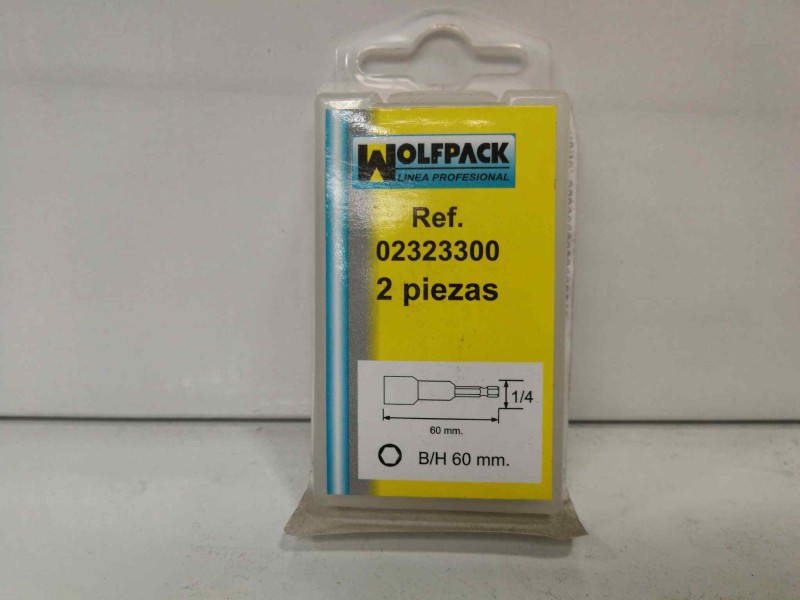 WOLFPACK
LINEA PROFESIONAL
Ref.
02323300
2 piezas
1/4
60 mm.
B/H 60 mm.